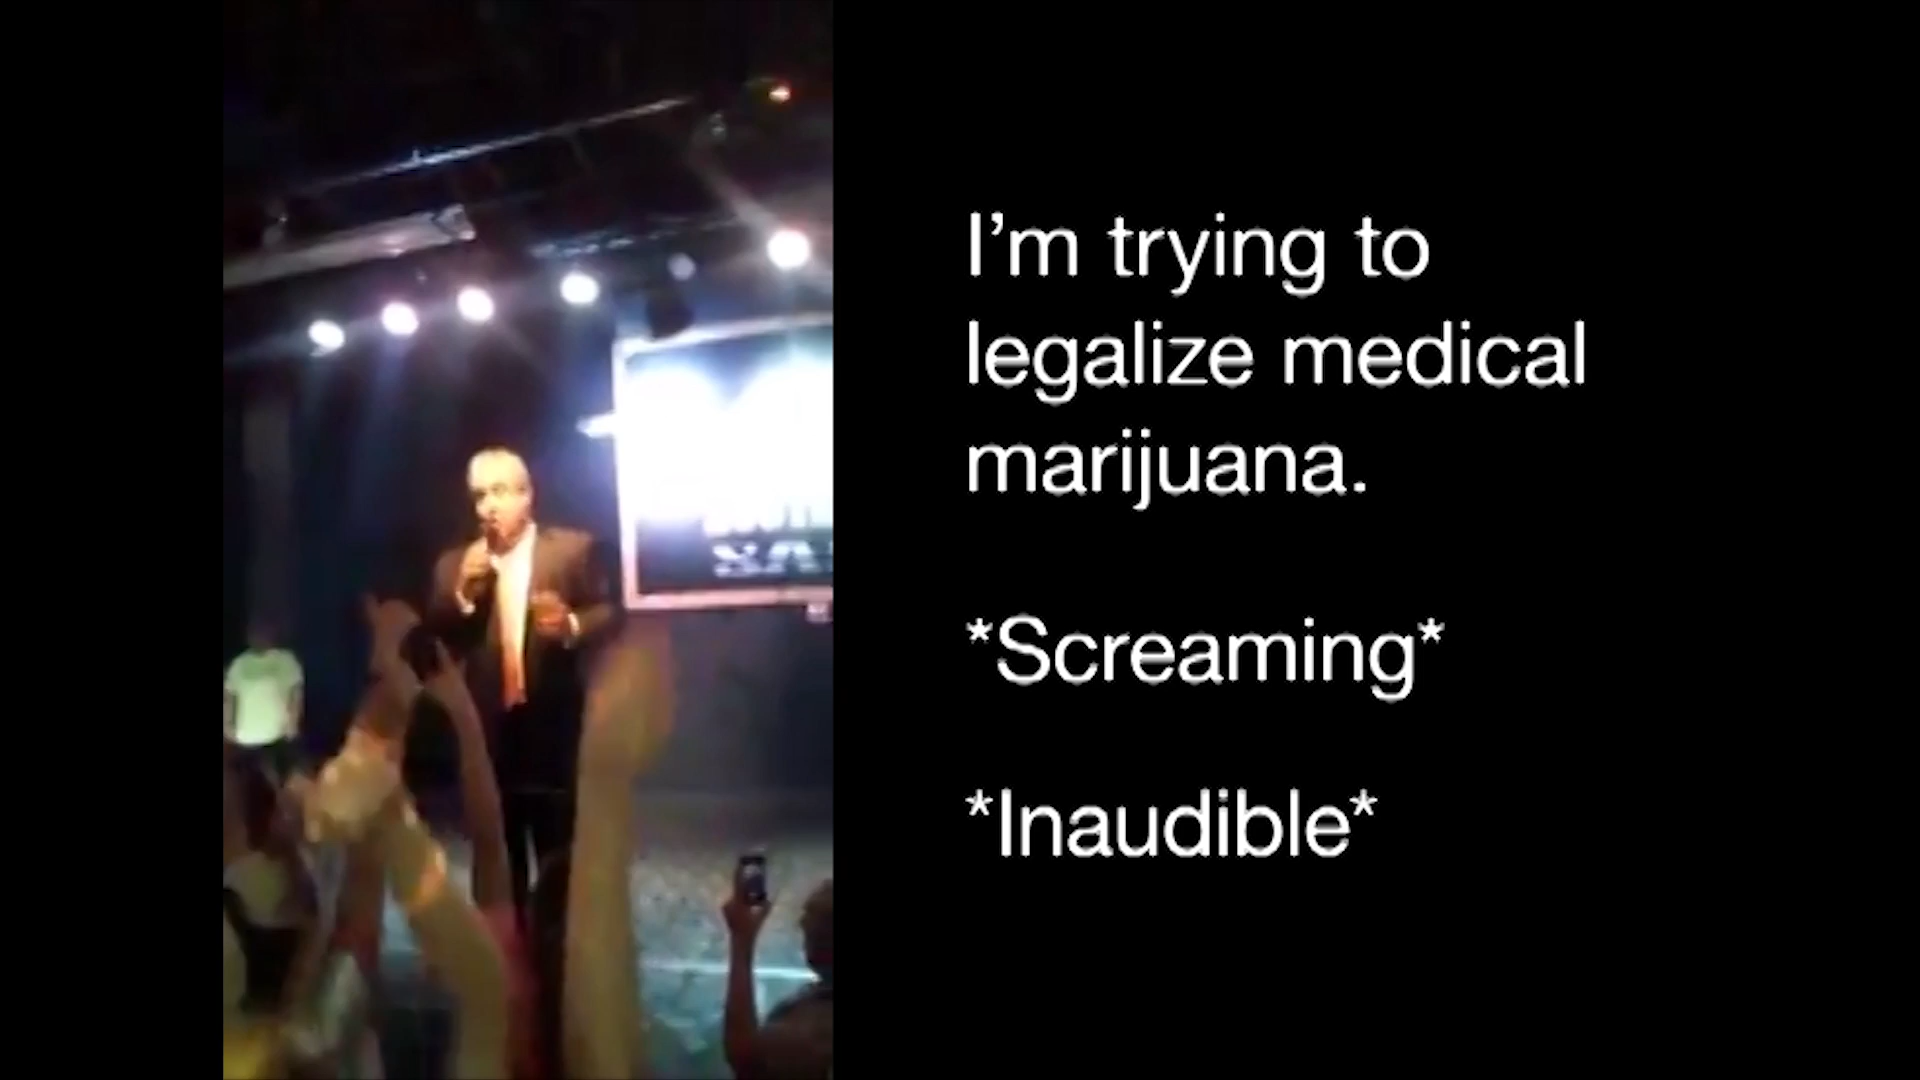 I'm trying to
legalize medical
marijuana.
*Screaming*
*Inaudible*